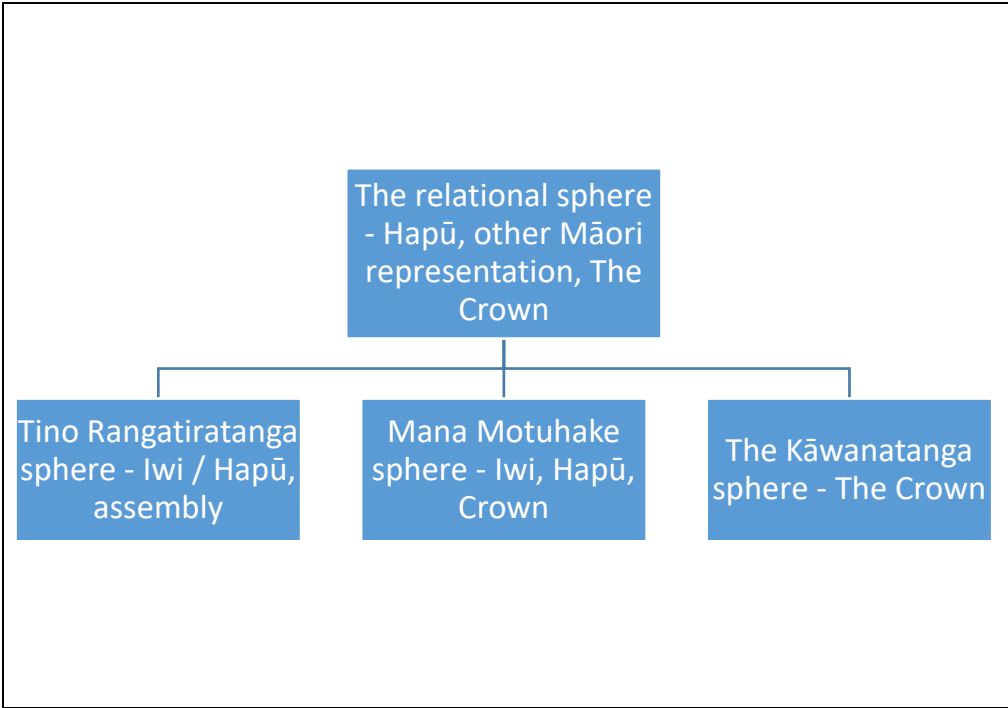 The relational sphere
- Hapū, other Māori
representation, The
Crown
Tino Rangatiratanga
sphere - Iwi / Hapū,
assembly
Mana Motuhake
sphere - Iwi, Hapū,
Crown
The Kāwanatanga
sphere - The Crown